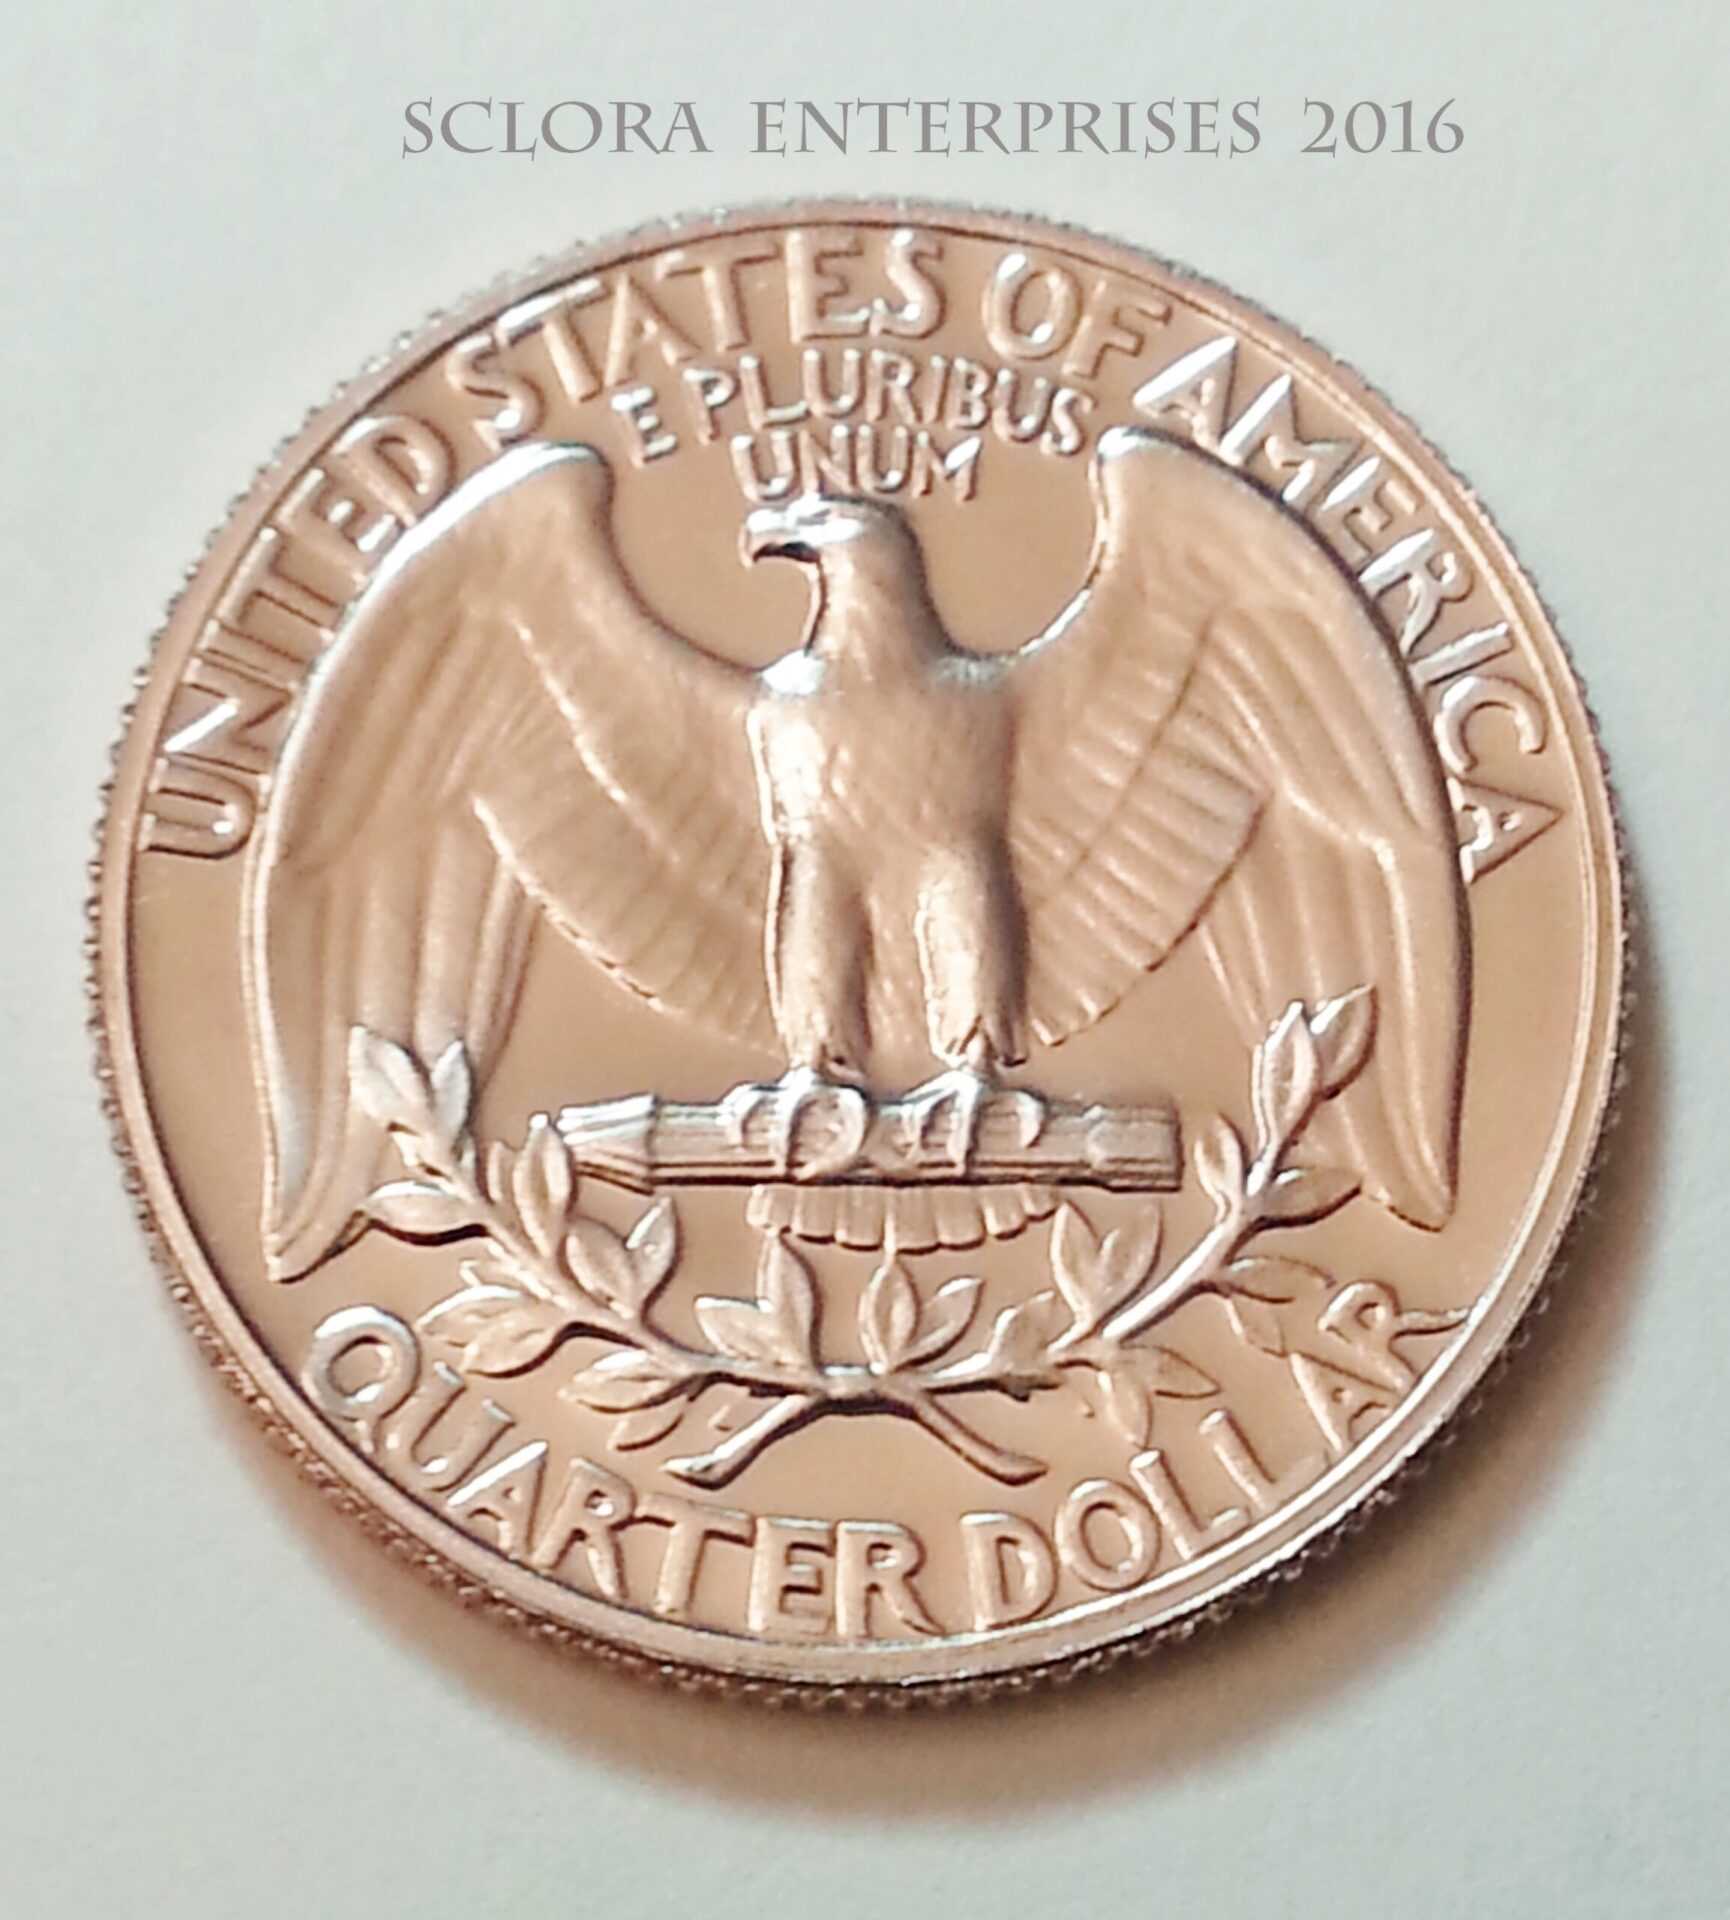 SCLORA ENTERPRISES 2016
UNITED STATES OF AMERICA
E PLURIBUS
UNUM
QUARTER DOLLAR